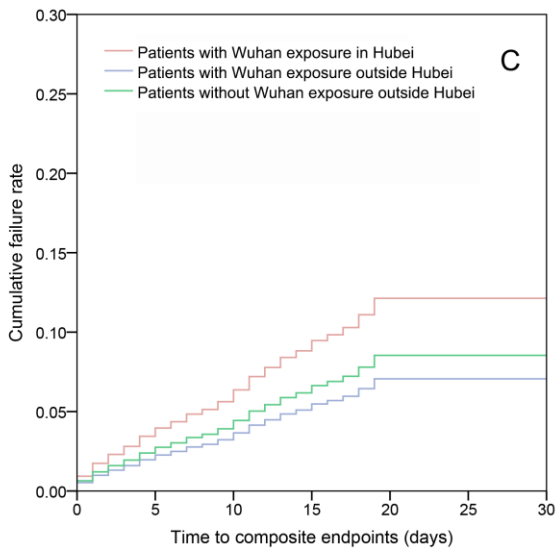 0.30
0.25
0.20
0.15
0.10
0.05
0.00
Cumulative failure rate
Patients with Wuhan exposure in Hubei
Patients with Wuhan exposure outside Hubei
Patients without Wuhan exposure outside Hubei
C
0 5 10 15 20 25 30
Time to composite endpoints (days)